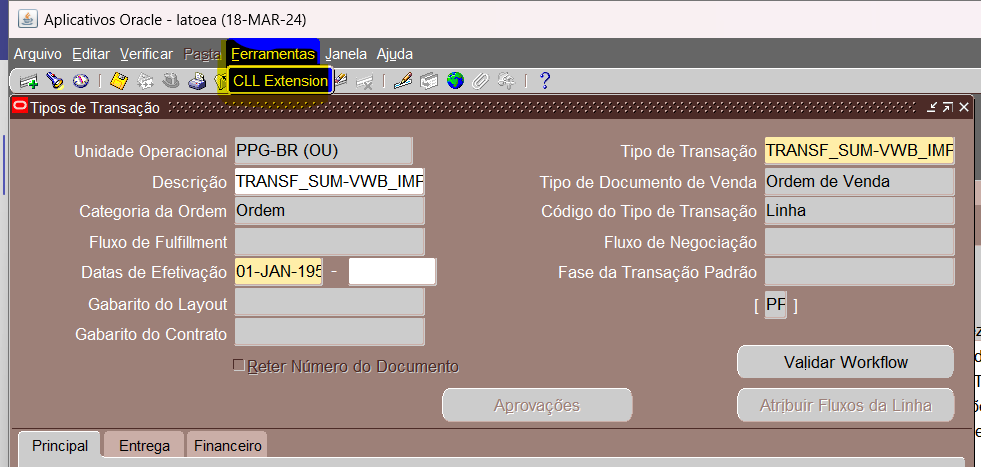 Aplicativos Oracle - latoea (18-MAR-24)
Arquivo Editar Verificar Pasta Ferramentas Janela Ajuda
CLL Extension
Tipos de Transação
Unidade Operacional PPG-BR (OU) Tipo de Transação TRANSF_SUM-VWB_IMF
Descrição TRANSF_SUM-VWB_IMF Tipo de Documento de Venda Ordem de Venda
Categoria da Ordem Ordem Código do Tipo de Transação Linha
Fluxo de Fulfillment Fluxo de Negociação
Datas de Efetivação 01-JAN-195 - Fase da Transação Padrão
Gabarito do Layout [ PF ]
Gabarito do Contrato
Reter Número do Documento Validar Workflow
Aprovações Atribuir Fluxos da Linha
Principal Entrega Financeiro